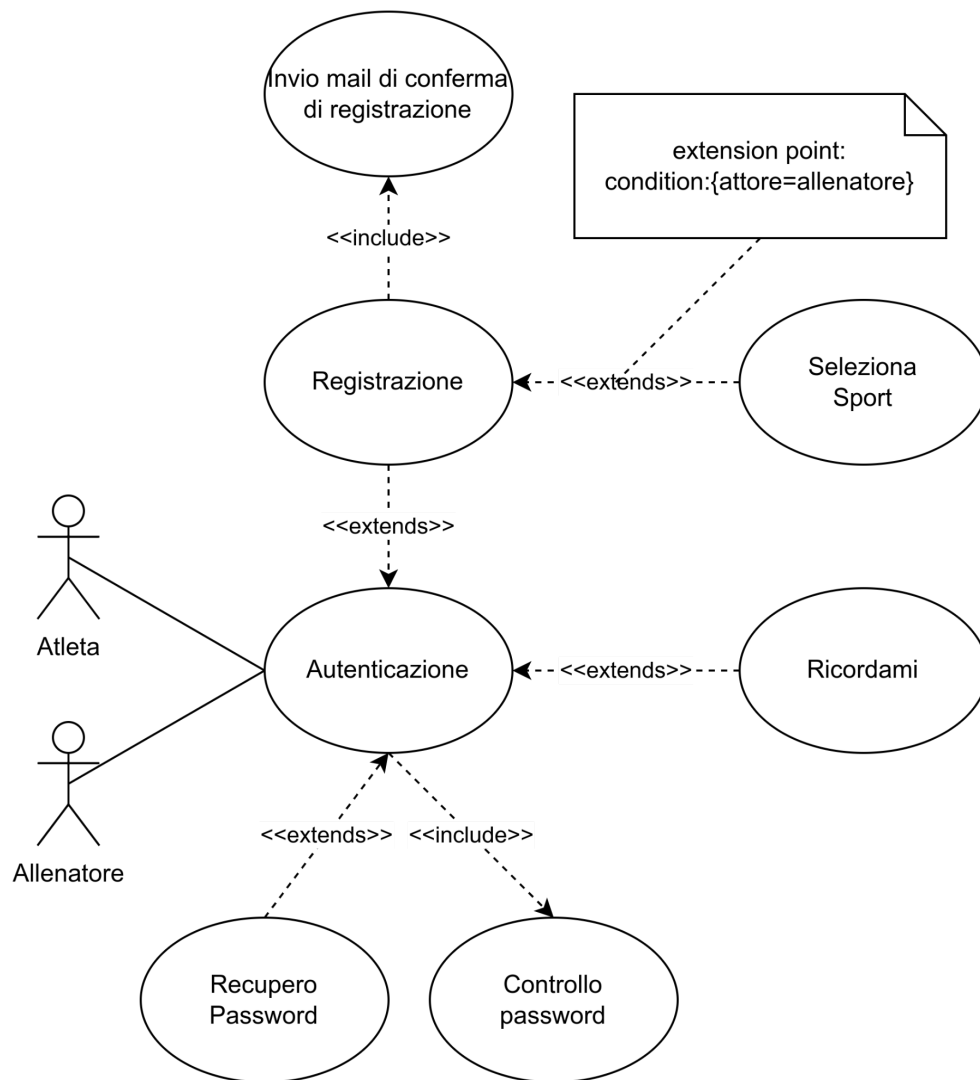 Invio mail di conferma
di registrazione
extension point:
condition:{attore=allenatore}
<<include>>
Registrazione
<<extends>>
Seleziona
Sport
<<extends>>
Atleta
Autenticazione
<<extends>>
Ricordami
Allenatore
<<extends>>
<<include>>
Recupero
Password
Controllo
password